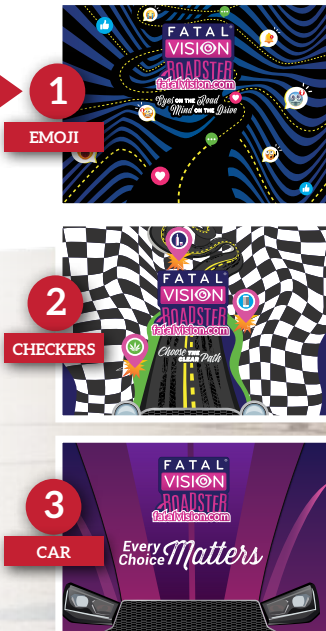 1
EMOJI
FATAL
VISION
ROADSTER
fatalvision.com
Eyes ON THE Road
Mind ON THE Drive
2
CHECKERS
FATAL
VISION
ROADSTER
fatalvision.com
Choose THE
CLEAR Path
3
CAR
FATAL
VISION
ROADSTER
fatalvision.com
Every
Choice Matters